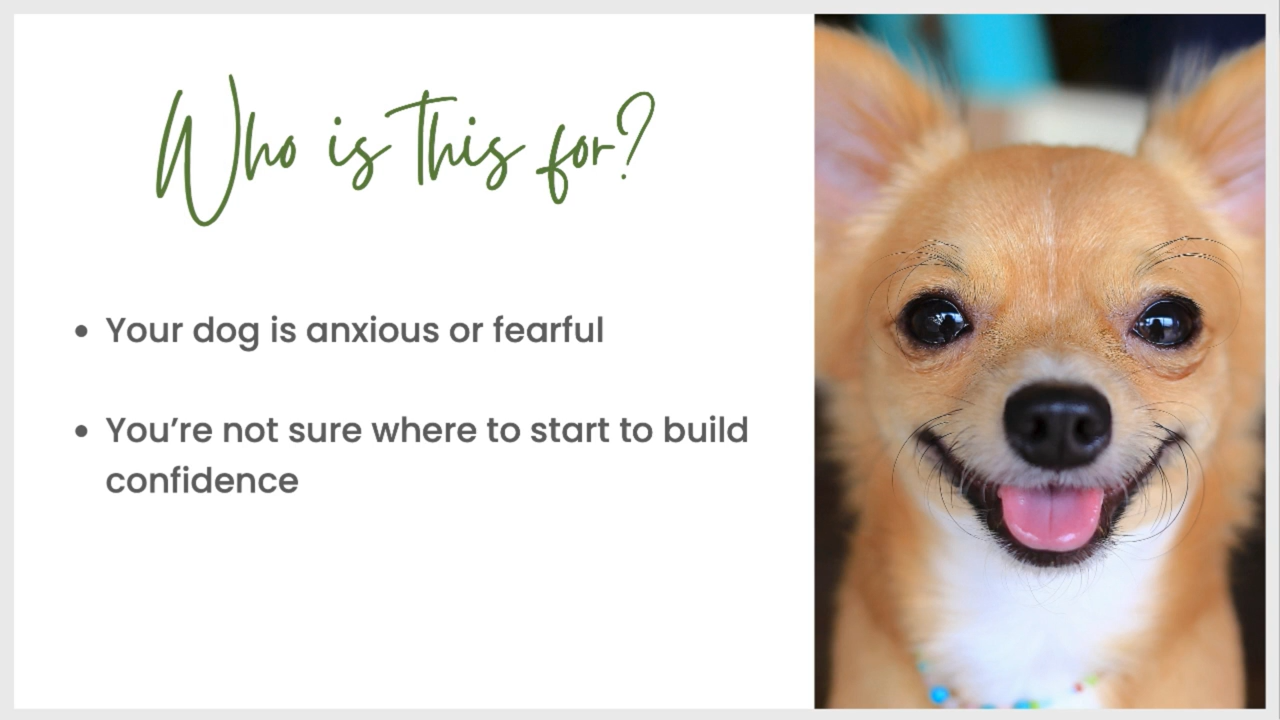 Who is this for?
• Your dog is anxious or fearful
• You’re not sure where to start to build
confidence